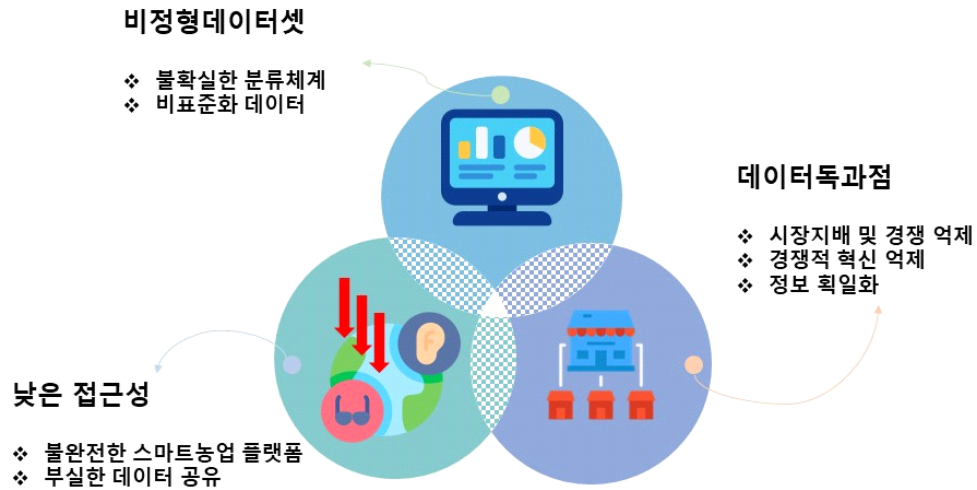 비정형데이터셋
❖ 불확실한 분류체계
❖ 비표준화 데이터
데이터독과점
❖ 시장지배 및 경쟁 억제
❖ 경쟁적 혁신 억제
❖ 정보 획일화
낮은 접근성
❖ 불완전한 스마트농업 플랫폼
❖ 부실한 데이터 공유